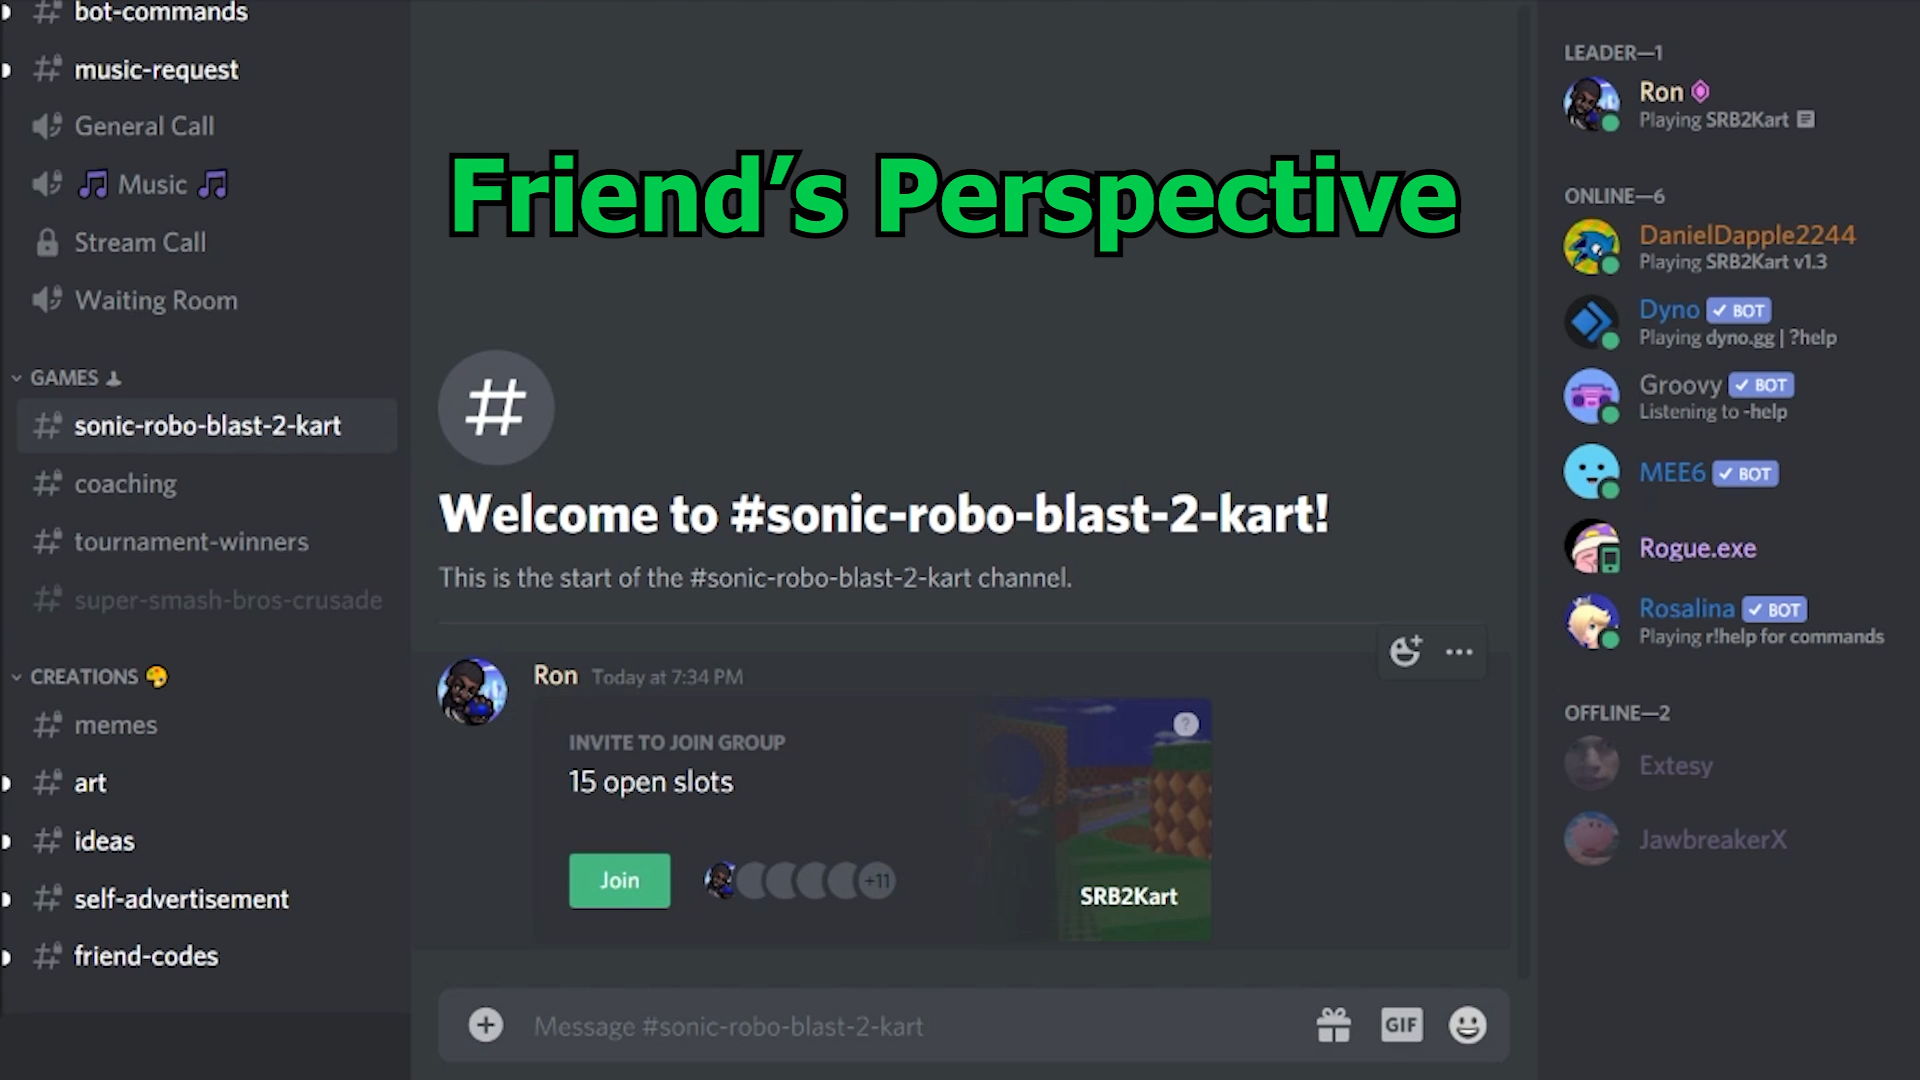 bot-commands
music-request
General Call
Music
Stream Call
Waiting Room
GAMES
sonic-robo-blast-2-kart
coaching
tournament-winners
super-smash-bros-crusade
CREATIONS
memes
art
ideas
self-advertisement
friend-codes
Friend's Perspective
Welcome to #sonic-robo-blast-2-kart!
This is the start of the #sonic-robo-blast-2-kart channel.
Ron Today at 7:34 PM
INVITE TO JOIN GROUP
15 open slots
Join
+11
?
SRB2Kart
Message #sonic-robo-blast-2-kart
GIF
LEADER—1
Ron
Playing SRB2Kart
ONLINE—6
DanielDapple2244
Playing SRB2Kart v1.3
Dyno ✓ BOT
Playing dyno.gg | ?help
Groovy ✓ BOT
Listening to -help
MEE6 ✓ BOT
Rogue.exe
Rosalina ✓ BOT
Playing r!help for commands
OFFLINE—2
Extesy
JawbreakerX